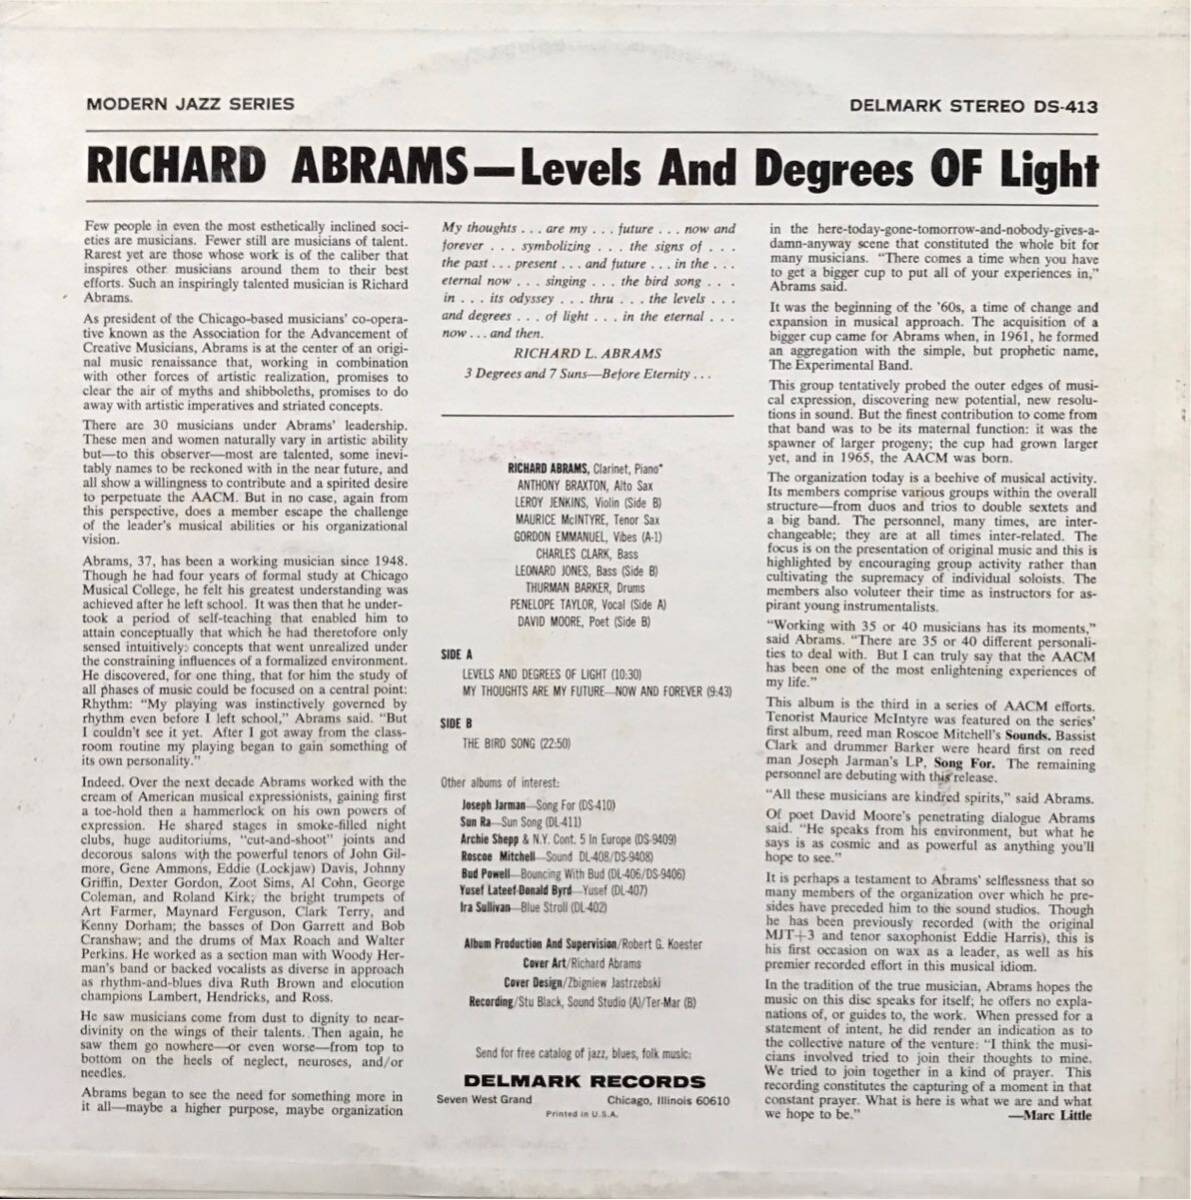 MODERN JAZZ SERIES
DELMARK STEREO DS-413
RICHARD ABRAMS—Levels And Degrees OF Light
Few people in even the most esthetically inclined soci-
eties are musicians. Fewer still are musicians of talent.
Rarest yet are those whose work is of the caliber that
inspires other musicians around them to their best
efforts. Such an inspiringly talented musician is Richard
Abrams.
As president of the Chicago-based musicians' co-opera-
tive known as the Association for the Advancement of
Creative Musicians, Abrams is at the center of an origi-
nal music renaissance that, working in combination
with other forces of artistic realization, promises to
clear the air of myths and shibboleths, promises to do
away with artistic imperatives and striated concepts.
There are 30 musicians under Abrams' leadership.
These men and women naturally vary in artistic ability
but—to this observer—most are talented, some inevi-
tably names to be reckoned with in the near future, and
all show a willingness to contribute and a spirited desire
to perpetuate the AACM. But in no case, again from
this perspective, does a member escape the challenge
of the leader's musical abilities or his organizational
vision.
Abrams, 37, has been a working musician since 1948.
Though he had four years of formal study at Chicago
Musical College, he felt his greatest understanding was
achieved after he left school. It was then that he under-
took a period of self-teaching that enabled him to
attain conceptually that which he had theretofore only
sensed intuitively; concepts that went unrealized under
the constraining influences of a formalized environment.
He discovered, for one thing, that for him the study of
all phases of music could be focused on a central point:
Rhythm: "My playing was instinctively governed by
rhythm even before I left school," Abrams said. "But
I couldn't see it yet. After I got away from the class-
room routine my playing began to gain something of
its own personality."
Indeed. Over the next decade Abrams worked with the
cream of American musical expressionists, gaining first
a toe-hold then a hammerlock on his own powers of
expression. He shared stages in smoke-filled night
clubs, huge auditoriums, "cut-and-shoot" joints and
decorous salons with the powerful tenors of John Gil-
more, Gene Ammons, Eddie (Lockjaw) Davis, Johnny
Griffin, Dexter Gordon, Zoot Sims, Al Cohn, George
Coleman, and Roland Kirk; the bright trumpets of
Art Farmer, Maynard Ferguson, Clark Terry, and
Kenny Dorham; the basses of Don Garrett and Bob
Cranshaw; and the drums of Max Roach and Walter
Perkins. He worked as a section man with Woody Her-
man's band or backed vocalists as diverse in approach
as rhythm-and-blues diva Ruth Brown and elocution
champions Lambert, Hendricks, and Ross.
He saw musicians come from dust to dignity to near-
divinity on the wings of their talents. Then again, he
saw them go nowhere—or even worse—from top to
bottom on the heels of neglect, neuroses, and/or
needles.
Abrams began to see the need for something more in
it all—maybe a higher purpose, maybe organization
My thoughts . . . are my . . . future . . . now and
forever . . . symbolizing . . . the signs of . . .
the past . . . present . . . and future . . . in the . . .
eternal now . . . singing . . . the bird song . . .
in . . . its odyssey . . . thru . . . the levels . . .
and degrees . . . of light . . . in the eternal . . .
now . . . and then.
RICHARD L. ABRAMS
3 Degrees and 7 Suns—Before Eternity . . .
RICHARD ABRAMS, Clarinet, Piano*
ANTHONY BRAXTON, Alto Sax
LEROY JENKINS, Violin (Side B)
MAURICE McINTYRE, Tenor Sax
GORDON EMMANUEL, Vibes (A-1)
CHARLES CLARK, Bass
LEONARD JONES, Bass (Side B)
THURMAN BARKER, Drums
PENELOPE TAYLOR, Vocal (Side A)
DAVID MOORE, Poet (Side B)
SIDE A
LEVELS AND DEGREES OF LIGHT (10:30)
MY THOUGHTS ARE MY FUTURE—NOW AND FOREVER (9:43)
SIDE B
THE BIRD SONG (22:50)
Other albums of interest:
Joseph Jarman—Song For (DS-410)
Sun Ra—Sun Song (DL-411)
Archie Shepp & N.Y. Cont. 5 In Europe (DS-9409)
Roscoe Mitchell—Sound DL-408/DS-9408)
Bud Powell—Bouncing With Bud (DL-406/DS-9406)
Yusef Lateef-Donald Byrd—Yusef (DL-407)
Ira Sullivan—Blue Stroll (DL-402)
Album Production And Supervision/Robert G. Koester
Cover Art/Richard Abrams
Cover Design/Zbigniew Jastrzebski
Recording/Stu Black, Sound Studio (A)/Ter-Mar (B)
Send for free catalog of jazz, blues, folk music:
DELMARK RECORDS
Seven West Grand Chicago, Illinois 60610
Printed in U.S.A.
in the here-today-gone-tomorrow-and-nobody-gives-a-
damn-anyway scene that constituted the whole bit for
many musicians. "There comes a time when you have
to get a bigger cup to put all of your experiences in,"
Abrams said.
It was the beginning of the '60s, a time of change and
expansion in musical approach. The acquisition of a
bigger cup came for Abrams when, in 1961, he formed
an aggregation with the simple, but prophetic name,
The Experimental Band.
This group tentatively probed the outer edges of musi-
cal expression, discovering new potential, new resolu-
tions in sound. But the finest contribution to come from
that band was to be its maternal function: it was the
spawner of larger progeny; the cup had grown larger
yet, and in 1965, the AACM was born.
The organization today is a beehive of musical activity.
Its members comprise various groups within the overall
structure—from duos and trios to double sextets and
a big band. The personnel, many times, are inter-
changeable; they are at all times inter-related. The
focus is on the presentation of original music and this is
highlighted by encouraging group activity rather than
cultivating the supremacy of individual soloists. The
members also voluteer their time as instructors for as-
pirant young instrumentalists.
"Working with 35 or 40 musicians has its moments,"
said Abrams. "There are 35 or 40 different personali-
ties to deal with. But I can truly say that the AACM
has been one of the most enlightening experiences of
my life."
This album is the third in a series of AACM efforts.
Tenorist Maurice McIntyre was featured on the series'
first album, reed man Roscoe Mitchell's Sounds. Bassist
Clark and drummer Barker were heard first on reed
man Joseph Jarman's LP, Song For. The remaining
personnel are debuting with this release.
"All these musicians are kindred spirits," said Abrams.
Of poet David Moore's penetrating dialogue Abrams
said. "He speaks from his environment, but what he
says is as cosmic and as powerful as anything you'll
hope to see."
It is perhaps a testament to Abrams' selflessness that so
many members of the organization over which he pre-
sides have preceded him to the sound studios. Though
he has been previously recorded (with the original
MJT+3 and tenor saxophonist Eddie Harris), this is
his first occasion on wax as a leader, as well as his
premier recorded effort in this musical idiom.
In the tradition of the true musician, Abrams hopes the
music on this disc speaks for itself; he offers no expla-
nations of, or guides to, the work. When pressed for a
statement of intent, he did render an indication as to
the collective nature of the venture: "I think the musi-
cians involved tried to join their thoughts to mine.
We tried to join together in a kind of prayer. This
recording constitutes the capturing of a moment in that
constant prayer. What is here is what we are and what
we hope to be." —Marc Little